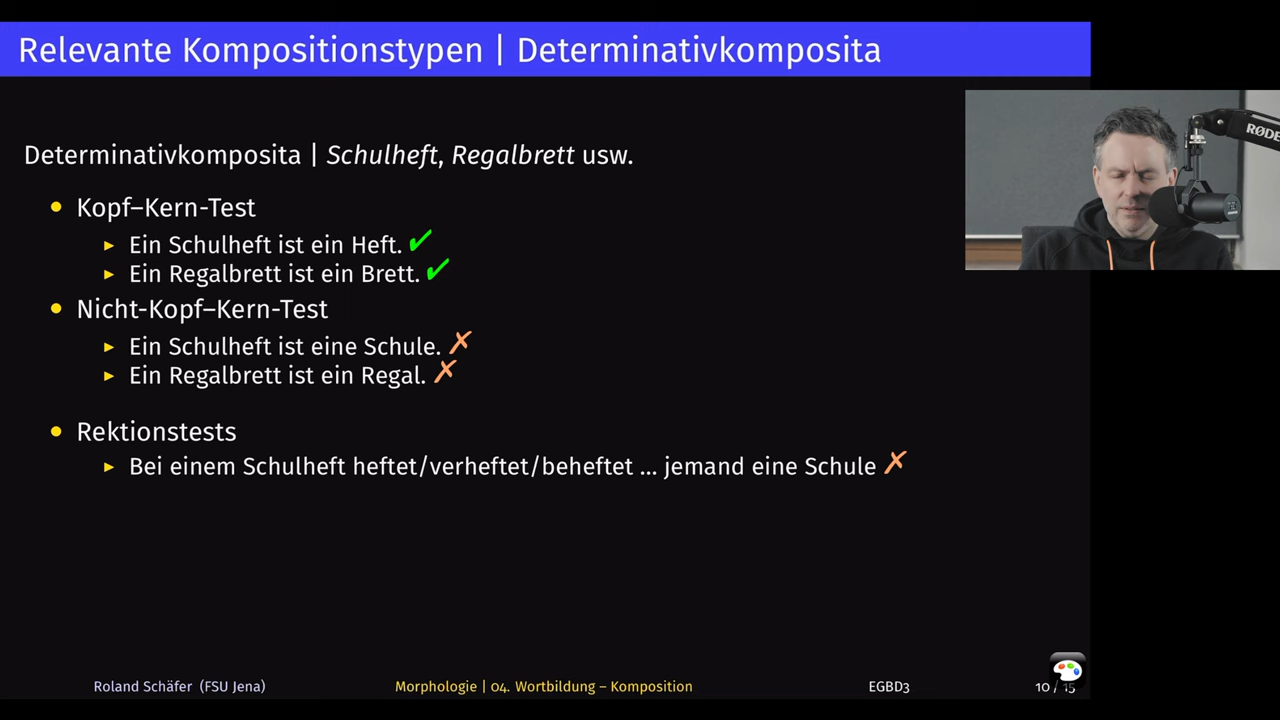 Relevante Kompositionstypen | Determinativkomposita
Determinativkomposita | Schulheft, Regalbrett usw.
• Kopf–Kern-Test
▸ Ein Schulheft ist ein Heft. ✓
▸ Ein Regalbrett ist ein Brett. ✓
• Nicht-Kopf–Kern-Test
▸ Ein Schulheft ist eine Schule. ✗
▸ Ein Regalbrett ist ein Regal. ✗
• Rektionstests
▸ Bei einem Schulheft heftet/verheftet/beheftet ... jemand eine Schule ✗
RØDE
Roland Schäfer (FSU Jena) Morphologie | 04. Wortbildung – Komposition EGBD3 10 / 15